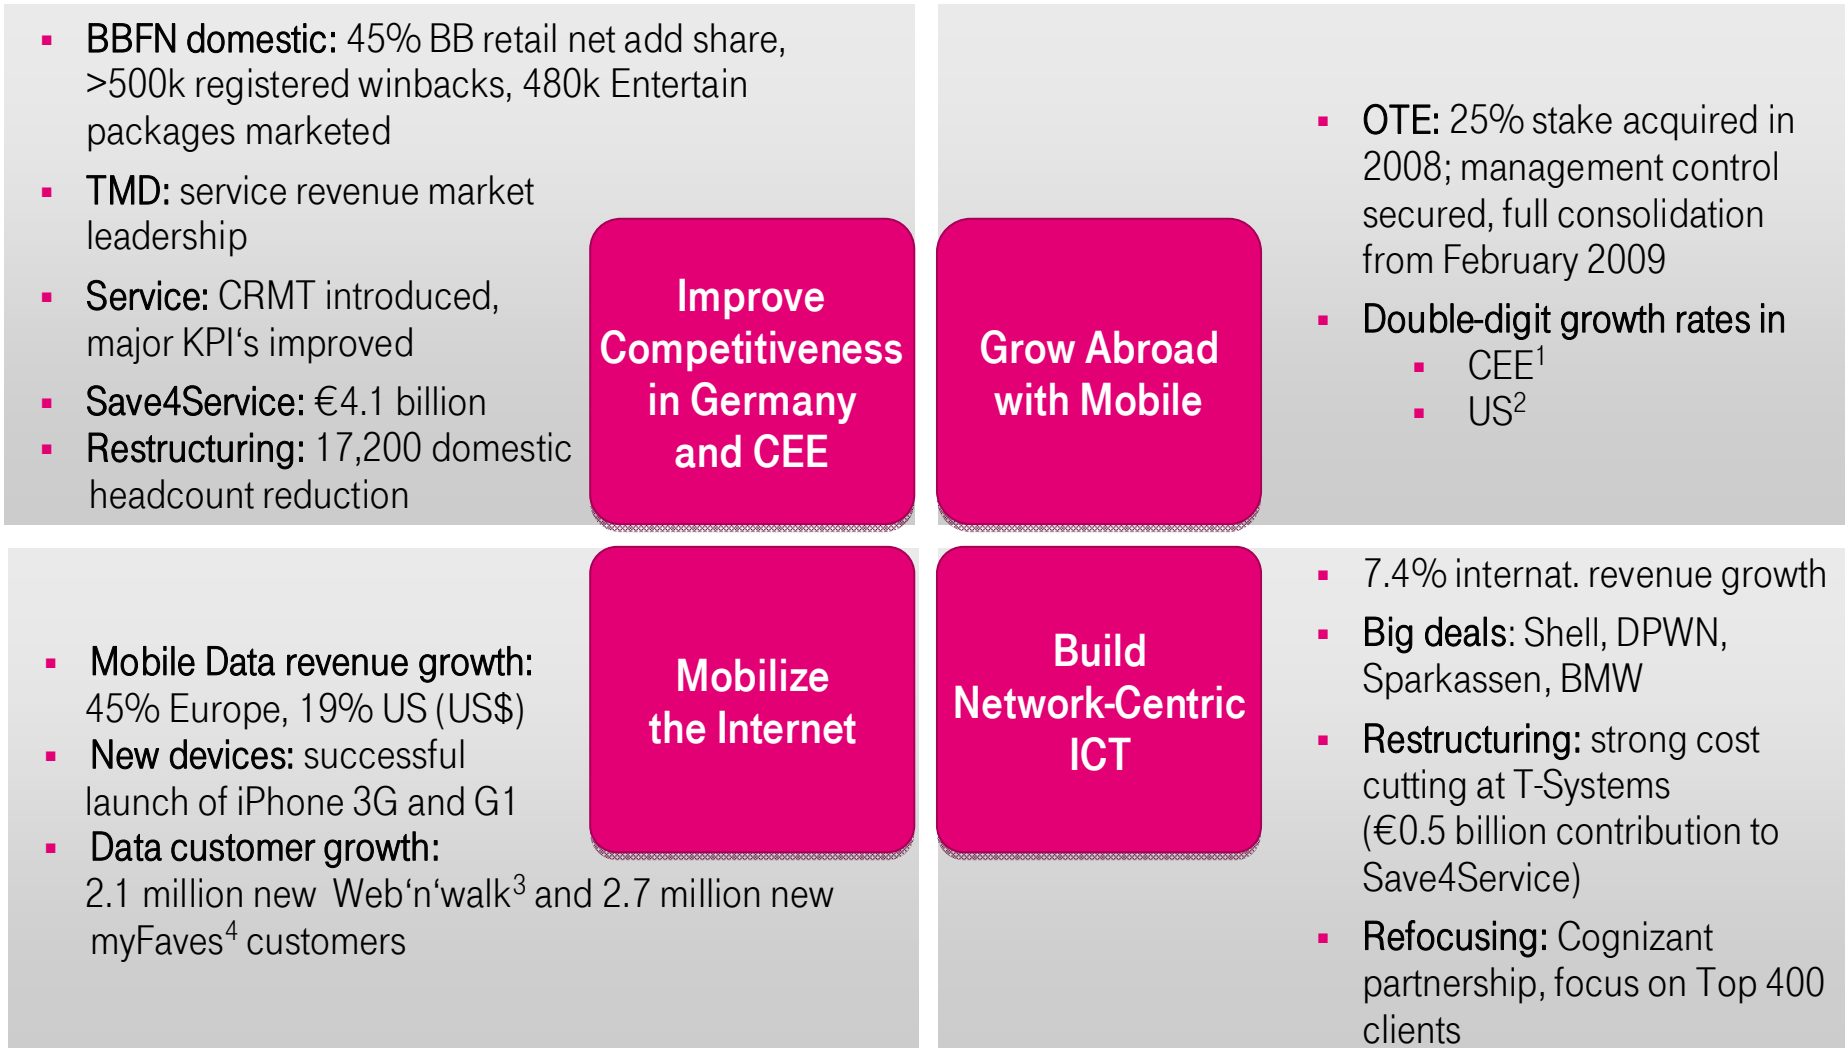 ▪ BBFN domestic: 45% BB retail net add share,
>500k registered winbacks, 480k Entertain
packages marketed
▪ TMD: service revenue market
leadership
▪ Service: CRMT introduced,
major KPI‘s improved
▪ Save4Service: €4.1 billion
▪ Restructuring: 17,200 domestic
headcount reduction
Improve
Competitiveness
in Germany
and CEE
Grow Abroad
with Mobile
▪ OTE: 25% stake acquired in
2008; management control
secured, full consolidation
from February 2009
▪ Double-digit growth rates in
▪ CEE¹
▪ US²
▪ Mobile Data revenue growth:
45% Europe, 19% US (US$)
▪ New devices: successful
launch of iPhone 3G and G1
▪ Data customer growth:
2.1 million new Web‘n‘walk³ and 2.7 million new
myFaves⁴ customers
Mobilize
the Internet
Build
Network-Centric
ICT
▪ 7.4% internat. revenue growth
▪ Big deals: Shell, DPWN,
Sparkassen, BMW
▪ Restructuring: strong cost
cutting at T-Systems
(€0.5 billion contribution to
Save4Service)
▪ Refocusing: Cognizant
partnership, focus on Top 400
clients